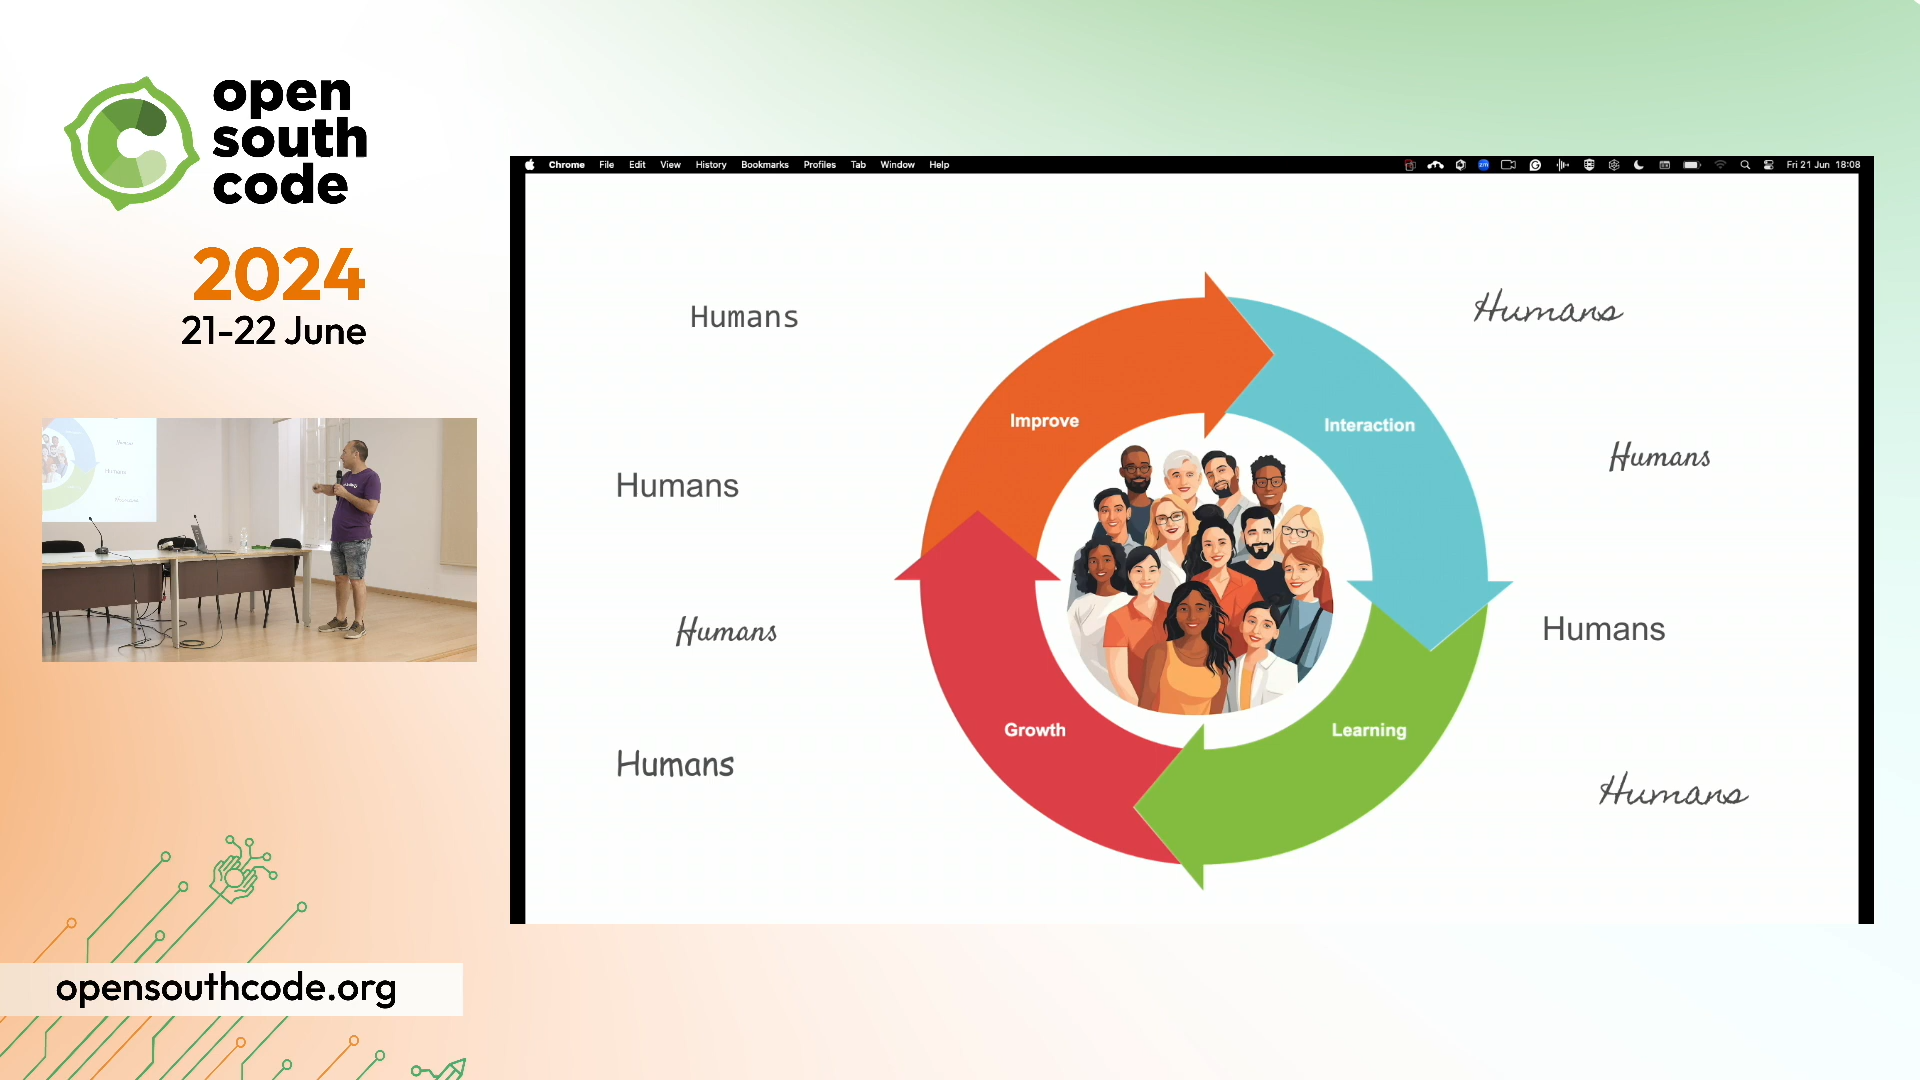 open
south
code
2024
21-22 June
opensouthcode.org
Chrome File Edit View History Bookmarks Profiles Tab Window Help
Fri 21 Jun 18:08
Humans
Humans
Humans
Humans
Improve
Interaction
Growth
Learning
Humans
Humans
Humans
Humans